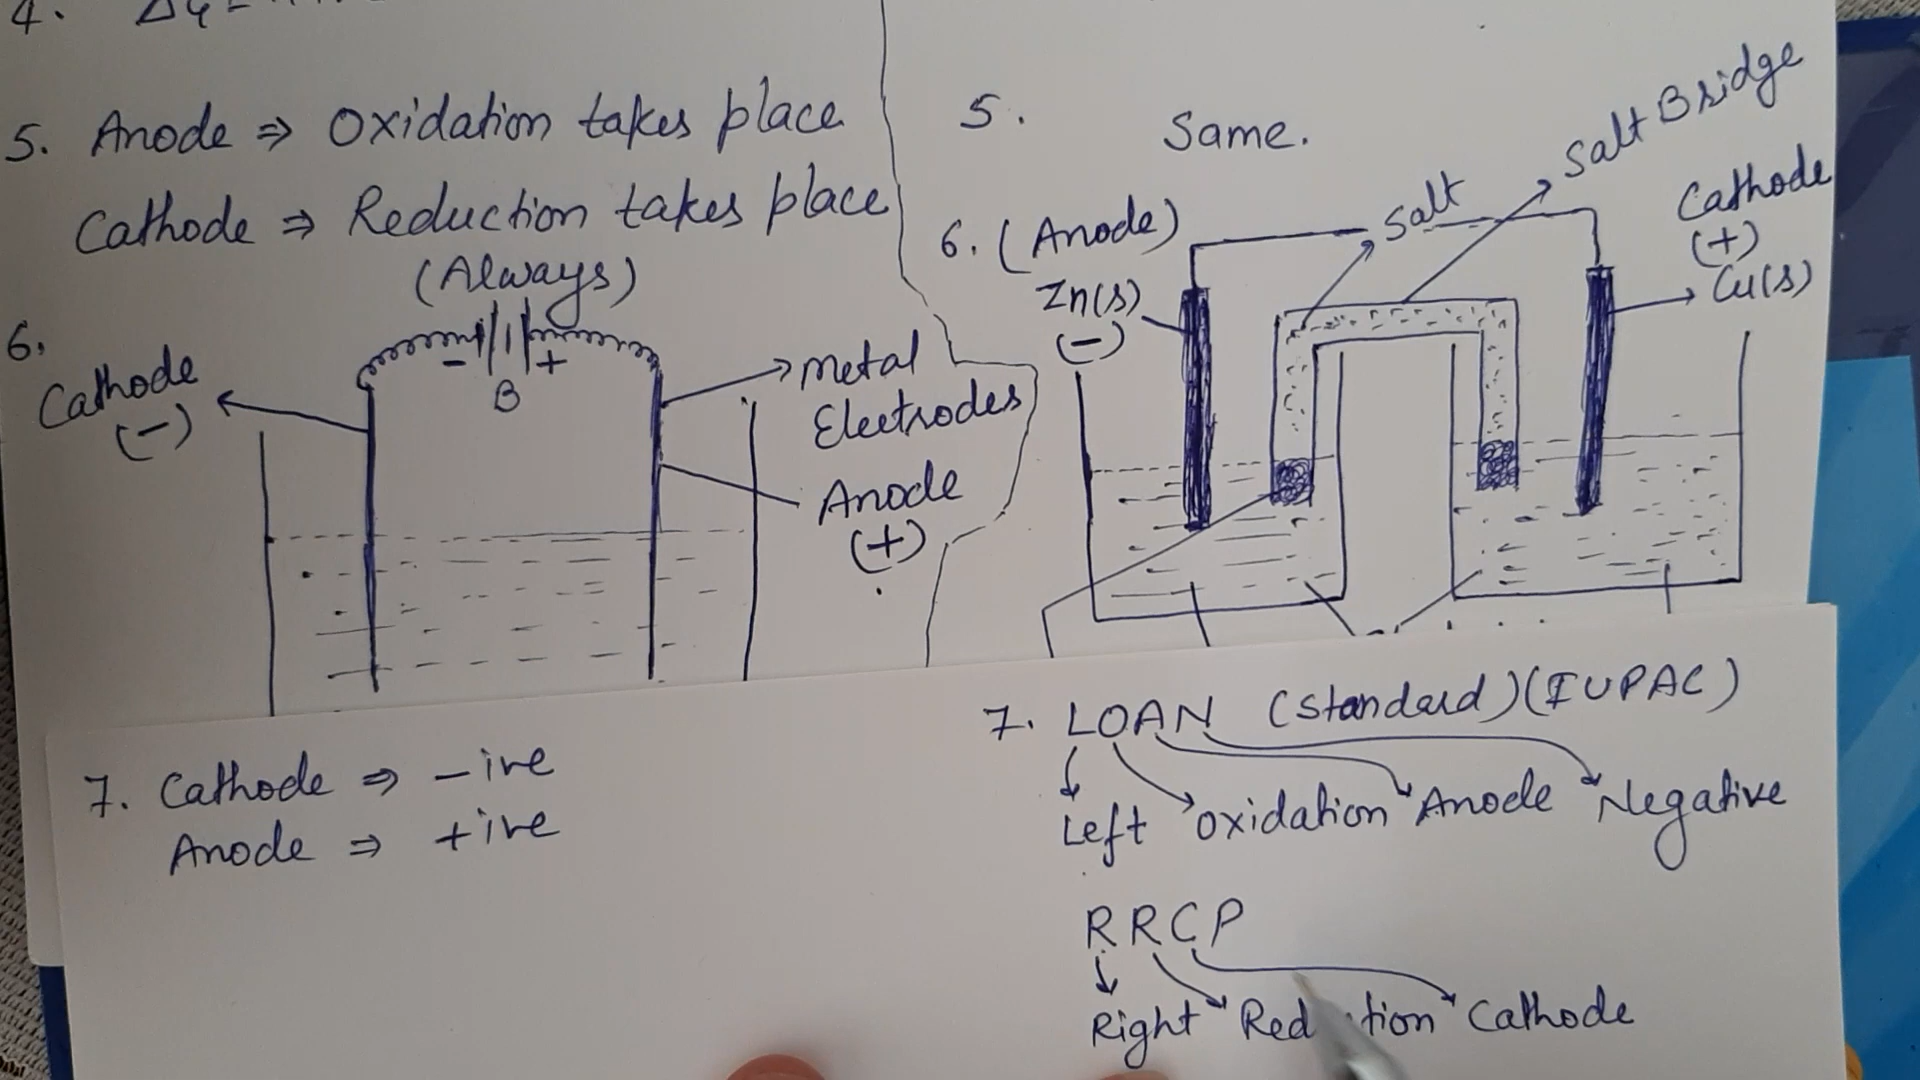 4.
5. Anode ⇒ Oxidation takes place
Cathode ⇒ Reduction takes place
(Always)
6.
Cathode
(-)
- +
B
Metal
Electrodes
Anode
(+)
7. Cathode ⇒ -ive
Anode ⇒ +ive
5. Same.
Salt Bridge
Salt
6. (Anode)
Zn(s)
(-)
Cathode
(+)
Cu(s)
7. LOAN (Standard) (IUPAC)
Left Oxidation Anode Negative
RRCP
Right Cathode